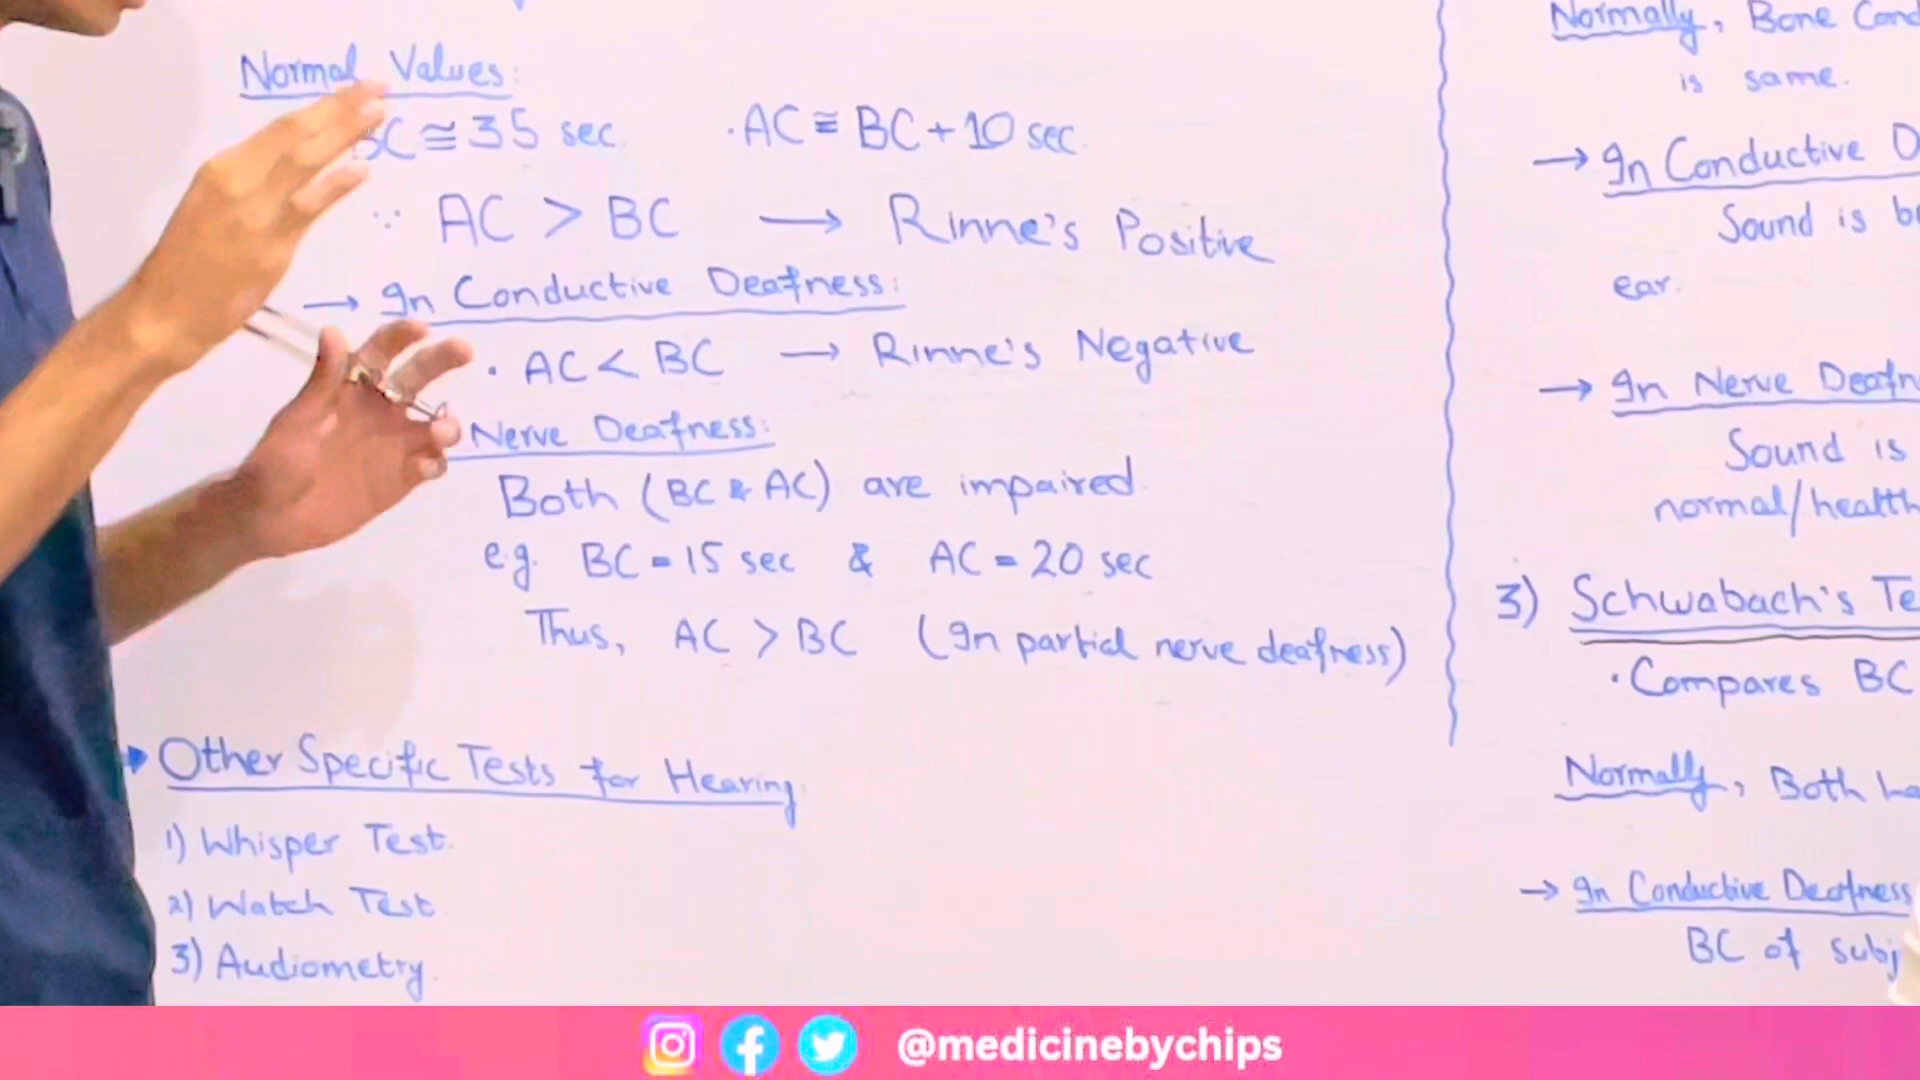 Normal Values:
BC ≅ 35 sec.
· AC ≅ BC + 10 sec.
∵ AC > BC → Rinne's Positive
→ In Conductive Deafness:
· AC < BC → Rinne's Negative
Nerve Deafness:
Both (BC & AC) are impaired.
e.g. BC = 15 sec & AC = 20 sec
Thus, AC > BC (In partial nerve deafness)
Other Specific Tests for Hearing
1) Whisper Test.
2) Watch Test
3) Audiometry.
Normally, Bone
is same.
→ In Conductive
Sound is
ear.
→ In Nerve
Sound is
normal/
3) Schwabach's
· Compares BC
Normally, Both
→ In Conductive Deafness
BC of
@medicinebychips